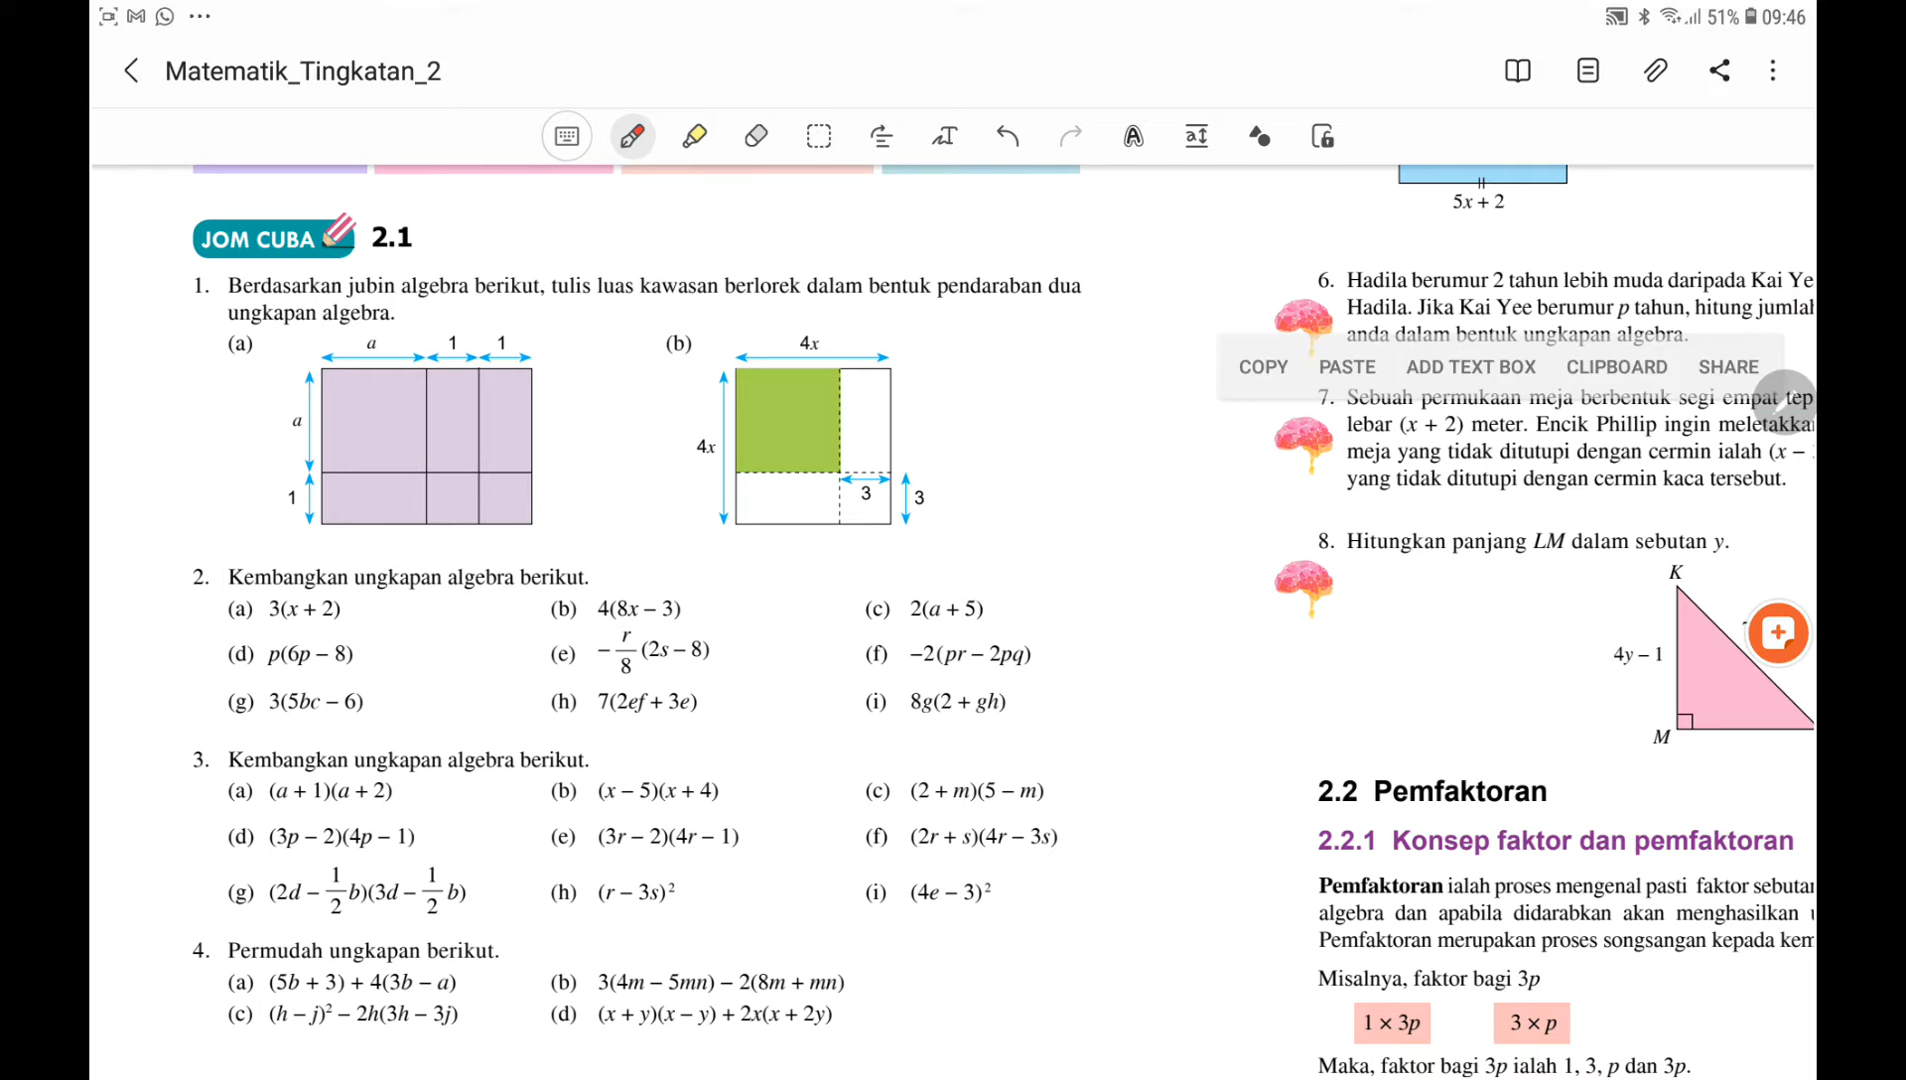 51% 09:46
Matematik_Tingkatan_2
JOM CUBA 2.1
1. Berdasarkan jubin algebra berikut, tulis luas kawasan berlorek dalam bentuk pendaraban dua
ungkapan algebra.
(a) a 1 1
a
1
(b) 4x
4x
3 3
2. Kembangkan ungkapan algebra berikut.
(a) 3(x + 2) (b) 4(8x – 3) (c) 2(a + 5)
(d) p(6p – 8) (e) –r/8(2s – 8) (f) –2(pr – 2pq)
(g) 3(5bc – 6) (h) 7(2ef + 3e) (i) 8g(2 + gh)
3. Kembangkan ungkapan algebra berikut.
(a) (a + 1)(a + 2) (b) (x – 5)(x + 4) (c) (2 + m)(5 – m)
(d) (3p – 2)(4p – 1) (e) (3r – 2)(4r – 1) (f) (2r + s)(4r – 3s)
(g) (2d – 1/2 b)(3d – 1/2 b) (h) (r – 3s)² (i) (4e – 3)²
4. Permudah ungkapan berikut.
(a) (5b + 3) + 4(3b – a) (b) 3(4m – 5mn) – 2(8m + mn)
(c) (h – j)² – 2h(3h – 3j) (d) (x + y)(x – y) + 2x(x + 2y)
5x + 2
6. Hadila berumur 2 tahun lebih muda daripada Kai Ye
Hadila. Jika Kai Yee berumur p tahun, hitung jumlah
anda dalam bentuk ungkapan algebra.
COPY PASTE ADD TEXT BOX CLIPBOARD SHARE
7. Sebuah permukaan meja berbentuk segi empat tep
lebar (x + 2) meter. Encik Phillip ingin meletakka
meja yang tidak ditutupi dengan cermin ialah (x –
yang tidak ditutupi dengan cermin kaca tersebut.
8. Hitungkan panjang LM dalam sebutan y.
K
4y – 1
M
2.2 Pemfaktoran
2.2.1 Konsep faktor dan pemfaktoran
Pemfaktoran ialah proses mengenal pasti faktor sebutan
algebra dan apabila didarabkan akan menghasilkan
Pemfaktoran merupakan proses songsangan kepada kem
Misalnya, faktor bagi 3p
1 × 3p 3 × p
Maka, faktor bagi 3p ialah 1, 3, p dan 3p.